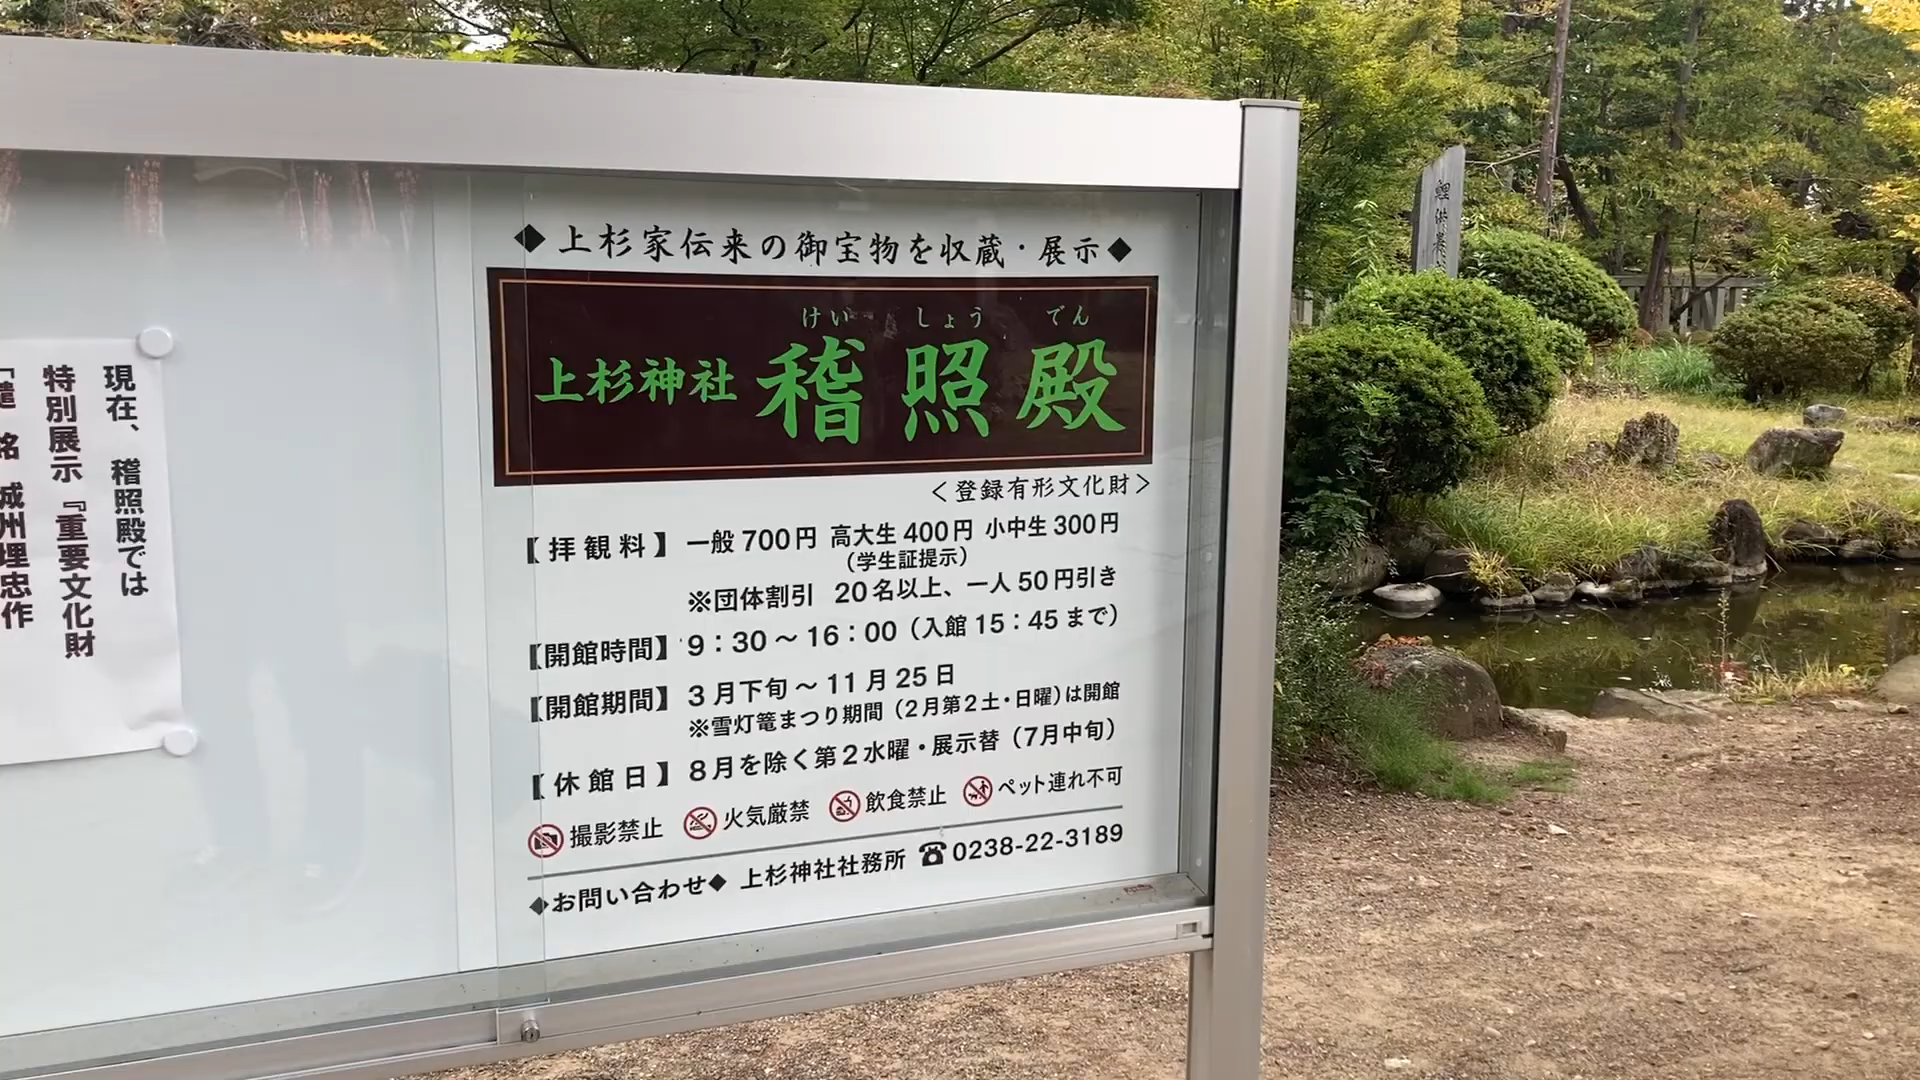 ◆上杉家伝来の御宝物を収蔵・展示◆
けい しょう でん
上杉神社 稽照殿
<登録有形文化財>
【拝観料】 一般700円 高大生400円 小中生300円
(学生証提示)
※団体割引 20名以上、一人50円引き
【開館時間】 9:30～16:00(入館15:45まで)
【開館期間】 3月下旬～11月25日
※雪灯篭まつり期間(2月第2土・日曜)は開館
【休館日】 8月を除く第2水曜・展示替(7月中旬)
撮影禁止 火気厳禁 飲食禁止 ペット連れ不可
◆お問い合わせ◆ 上杉神社社務所 ☎0238-22-3189
現在、稽照殿では
特別展示『重要文化財
銘 城州埋忠作
鯉供養